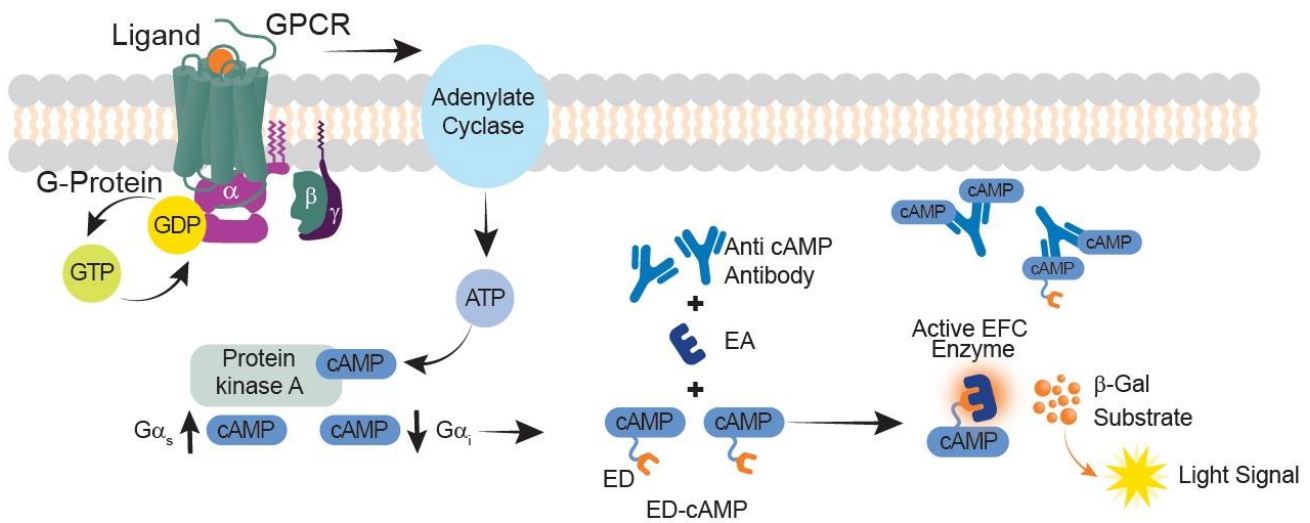 Ligand
GPCR
Adenylate
Cyclase
G-Protein
α
β
γ
GDP
GTP
ATP
Protein
kinase A
cAMP
Gαs
cAMP
cAMP
Gαi
Anti cAMP
Antibody
+
EA
+
cAMP
cAMP
ED
ED-cAMP
cAMP
cAMP
cAMP
cAMP
Active EFC
Enzyme
cAMP
β-Gal
Substrate
Light Signal